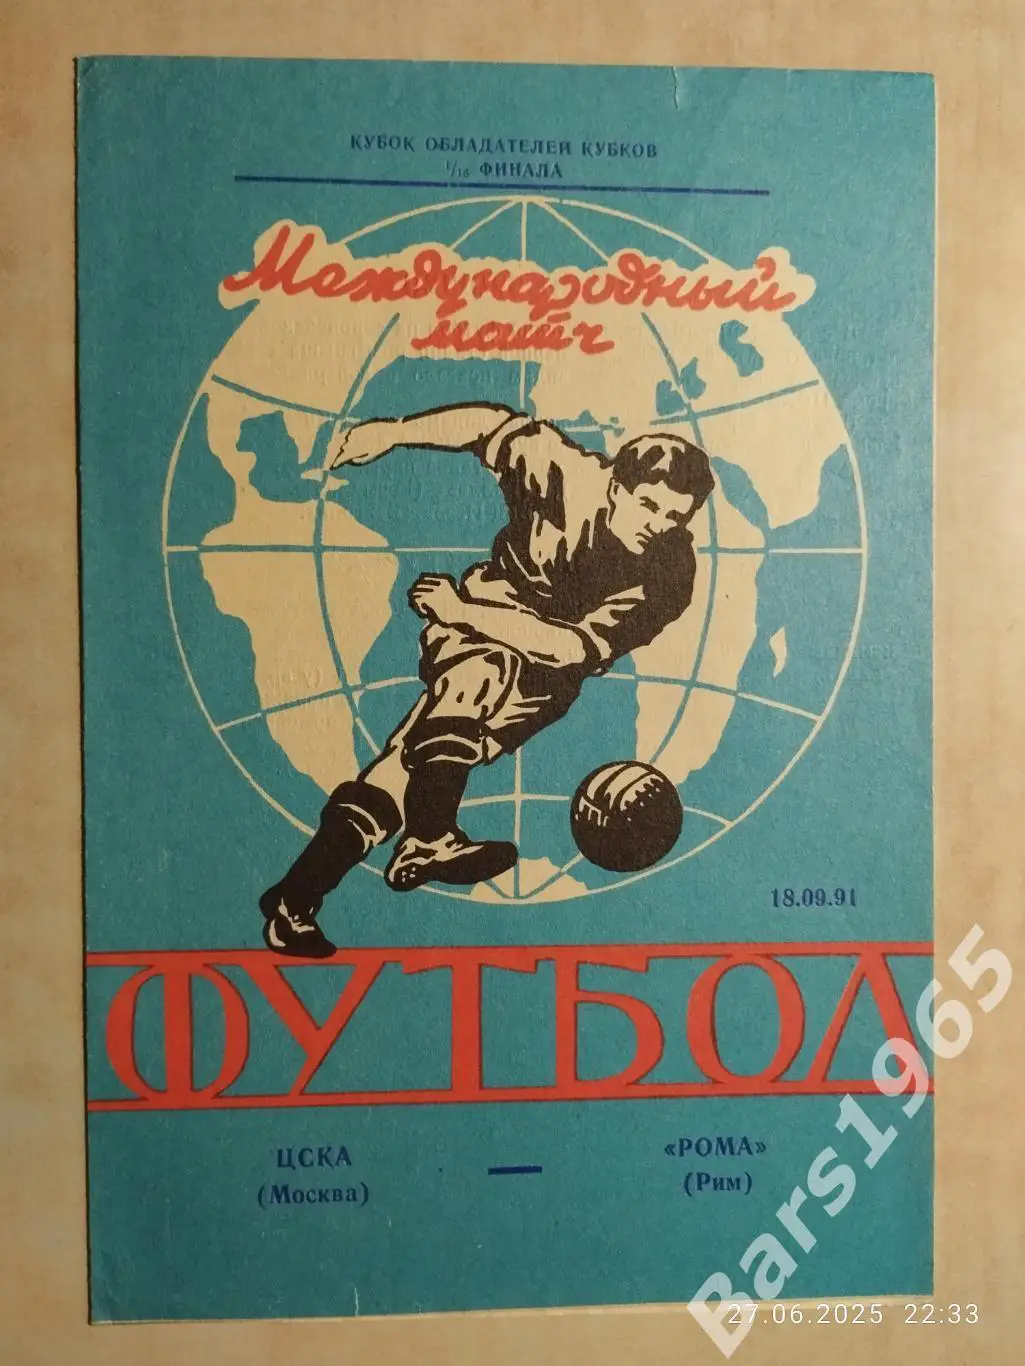 КУБОК ОБЛАДАТЕЛЕЙ КУБКОВ
1/16 ФИНАЛА
Международный
матч
18.09.91
ФУТБОЛ
ЦСКА — «РОМА»
(Москва) (Рим)
Bars1965
27.06.2025 22:33